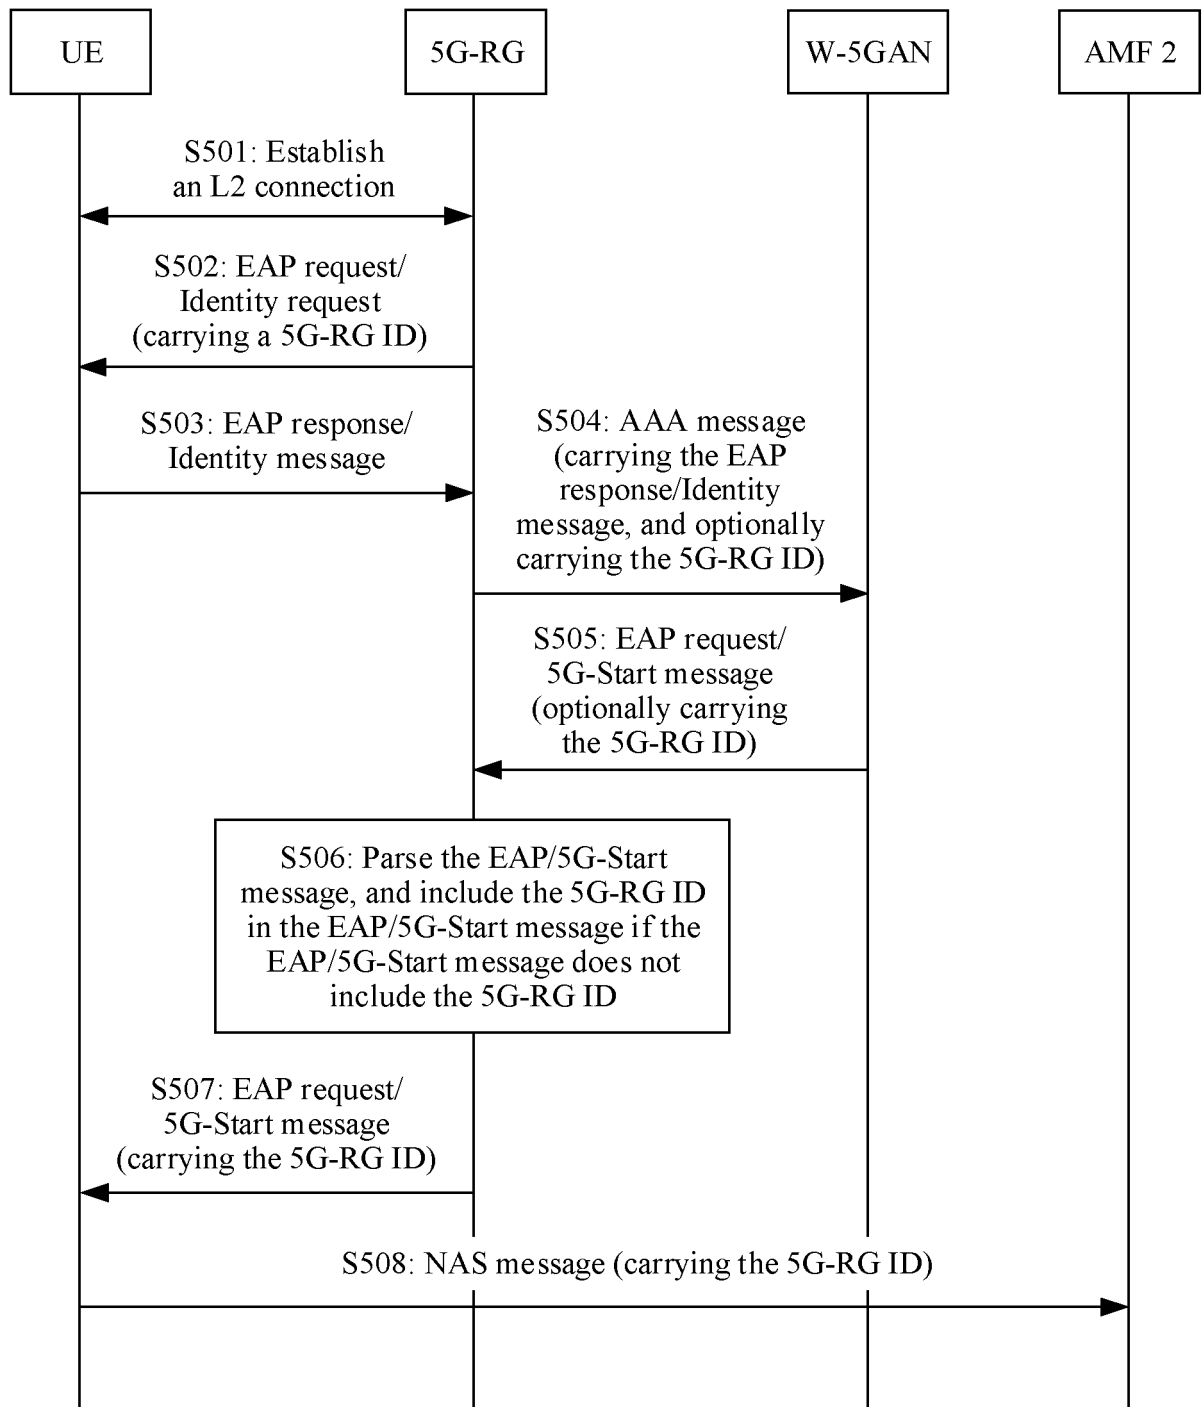 UE
5G-RG
W-5GAN
AMF 2
S501: Establish
an L2 connection
S502: EAP request/
Identity request
(carrying a 5G-RG ID)
S503: EAP response/
Identity message
S504: AAA message
(carrying the EAP
response/Identity
message, and optionally
carrying the 5G-RG ID)
S505: EAP request/
5G-Start message
(optionally carrying
the 5G-RG ID)
S506: Parse the EAP/5G-Start
message, and include the 5G-RG ID
in the EAP/5G-Start message if the
EAP/5G-Start message does not
include the 5G-RG ID
S507: EAP request/
5G-Start message
(carrying the 5G-RG ID)
S508: NAS message (carrying the 5G-RG ID)